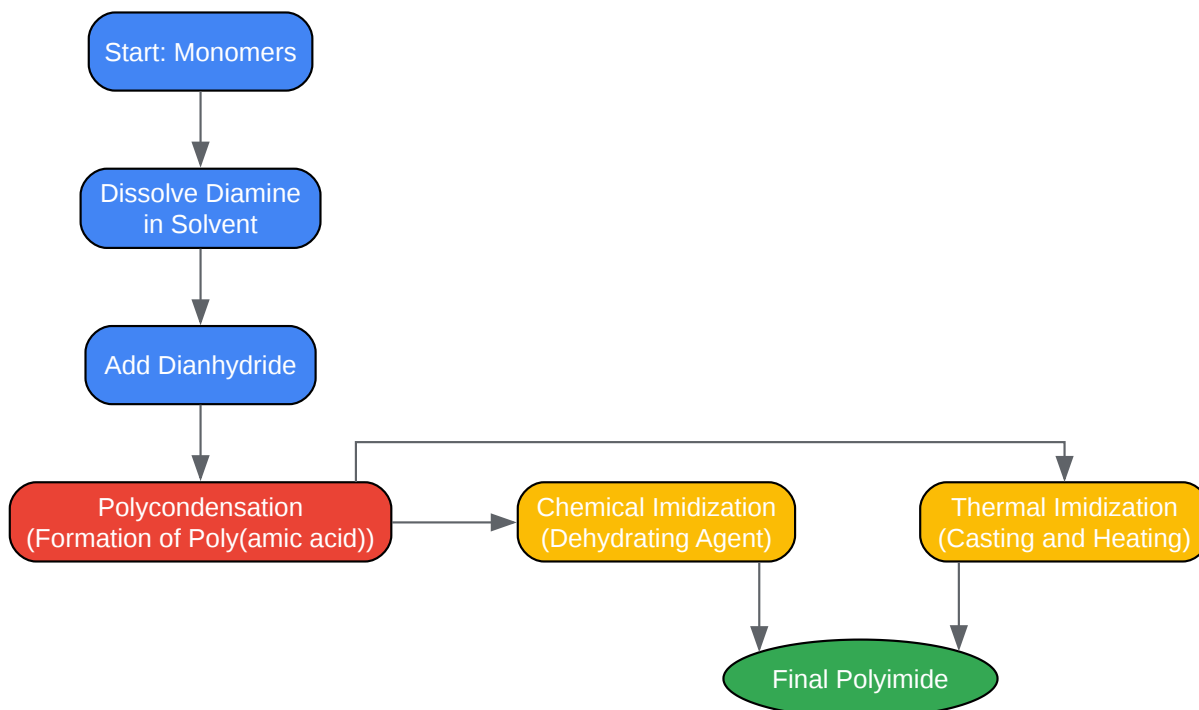 Start: Monomers
Dissolve Diamine
in Solvent
Add Dianhydride
Polycondensation
(Formation of Poly(amic acid))
Chemical Imidization
(Dehydrating Agent)
Thermal Imidization
(Casting and Heating)
Final Polyimide